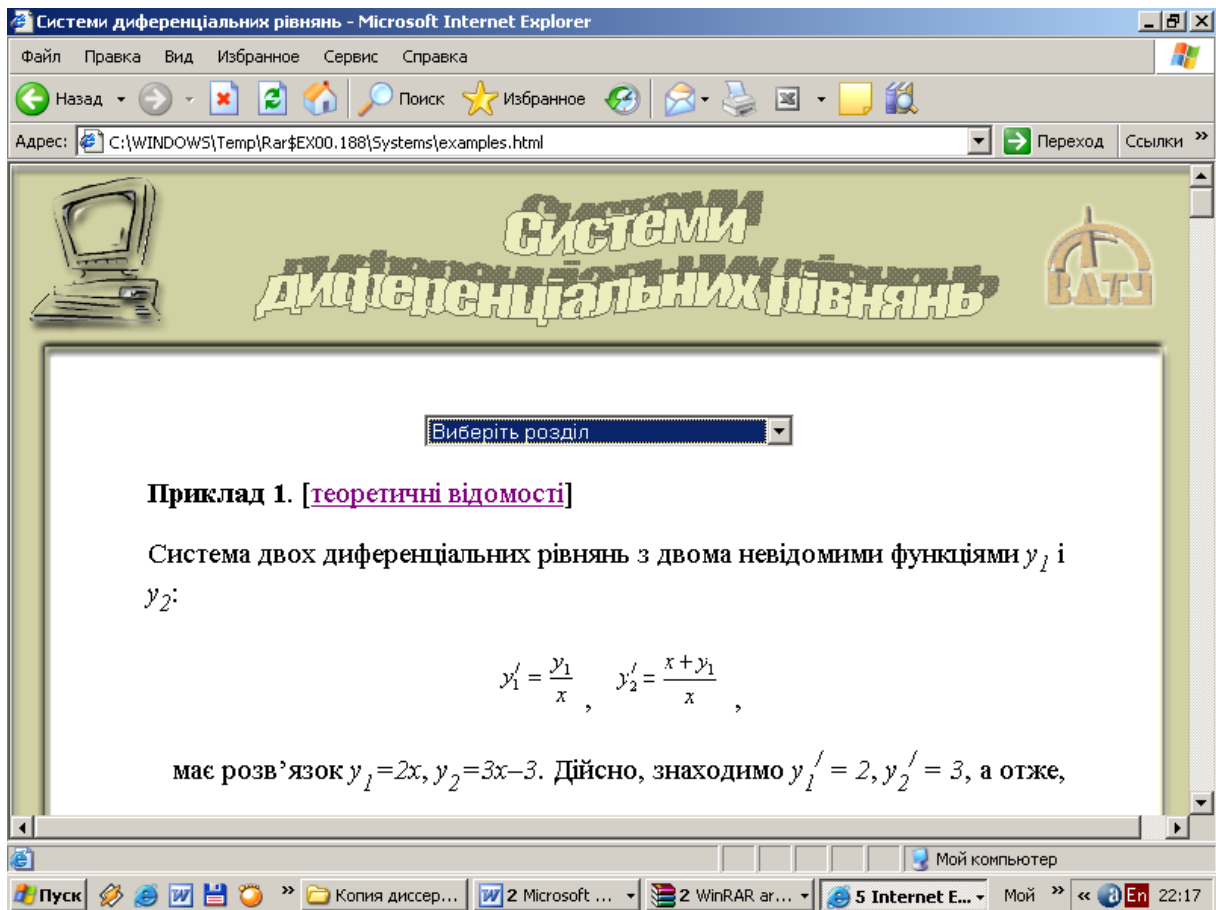 Системи диференціальних рівнянь - Microsoft Internet Explorer
Файл Правка Вид Избранное Сервис Справка
Назад Поиск Избранное
Адрес: C:\WINDOWS\Temp\Rar$EX00.188\Systems\examples.html Переход Ссылки »
Системи
диференціальних рівнянь
ВАТУ
Виберіть розділ
Приклад 1. [теоретичні відомості]
Система двох диференціальних рівнянь з двома невідомими функціями y₁ і
y₂:
y₁′ = y₁/x , y₂′ = (x + y₁)/x ,
має розв’язок y₁=2x, y₂=3x–3. Дійсно, знаходимо y₁′ = 2, y₂′ = 3, а отже,
Мой компьютер
Пуск » Копия диссер... 2 Microsoft ... 2 WinRAR ar... 5 Internet E... Мой » « En 22:17